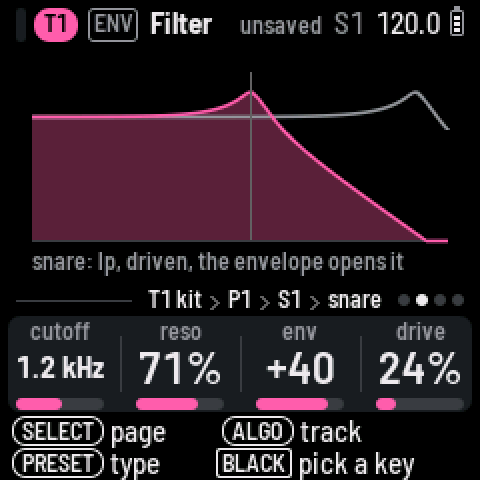 T1 ENV Filter unsaved S1 120.0
snare: lp, driven, the envelope opens it
T1 kit > P1 > S1 > snare
cutoff reso env drive
1.2 kHz 71% +40 24%
SELECT page ALGO track
PRESET type BLACK pick a key